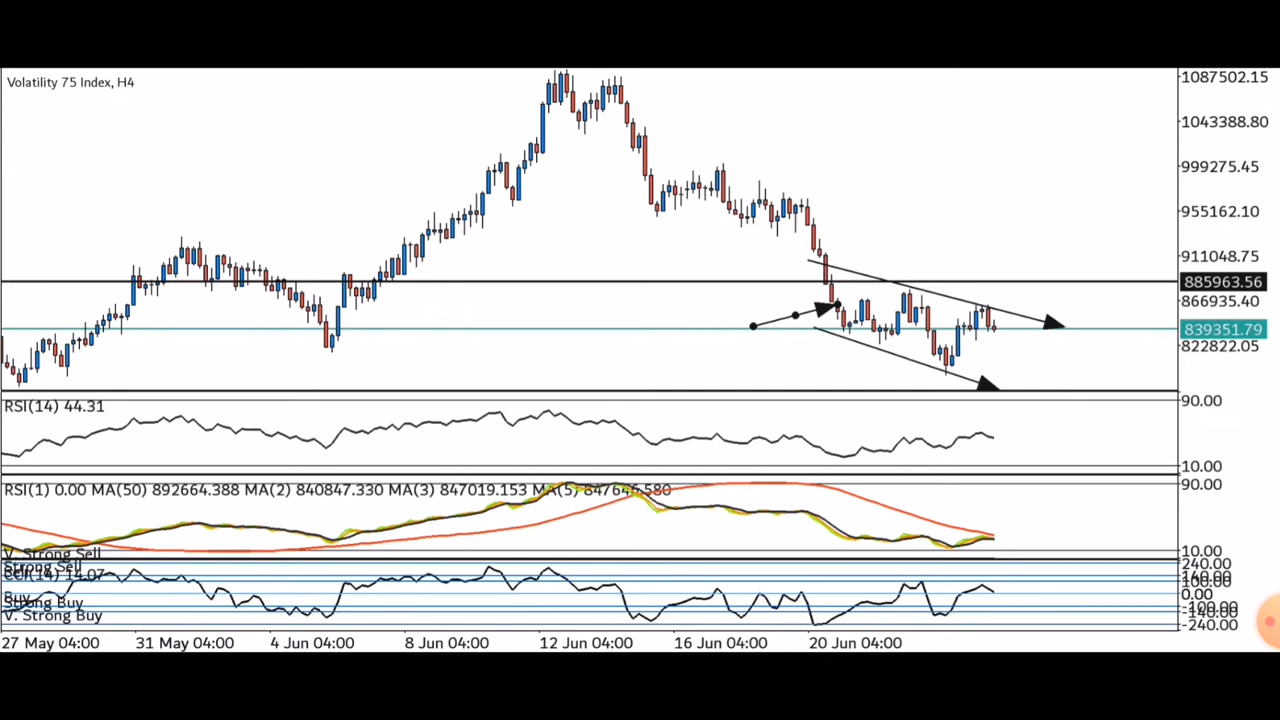 Volatility 75 Index, H4
1087502.15
1043388.80
999275.45
955162.10
911048.75
885963.56
866935.40
839351.79
822822.05
RSI(14) 44.31
90.00
10.00
RSI(1) 0.00 MA(50) 892664.388 MA(2) 840847.330 MA(3) 847019.153 MA(5) 847646.580
90.00
10.00
V. Strong Sell
Strong Sell
CCI(14) 14.07
Buy
Strong Buy
V. Strong Buy
240.00
140.00
100.00
0.00
-100.00
-140.00
-240.00
27 May 04:00 31 May 04:00 4 Jun 04:00 8 Jun 04:00 12 Jun 04:00 16 Jun 04:00 20 Jun 04:00